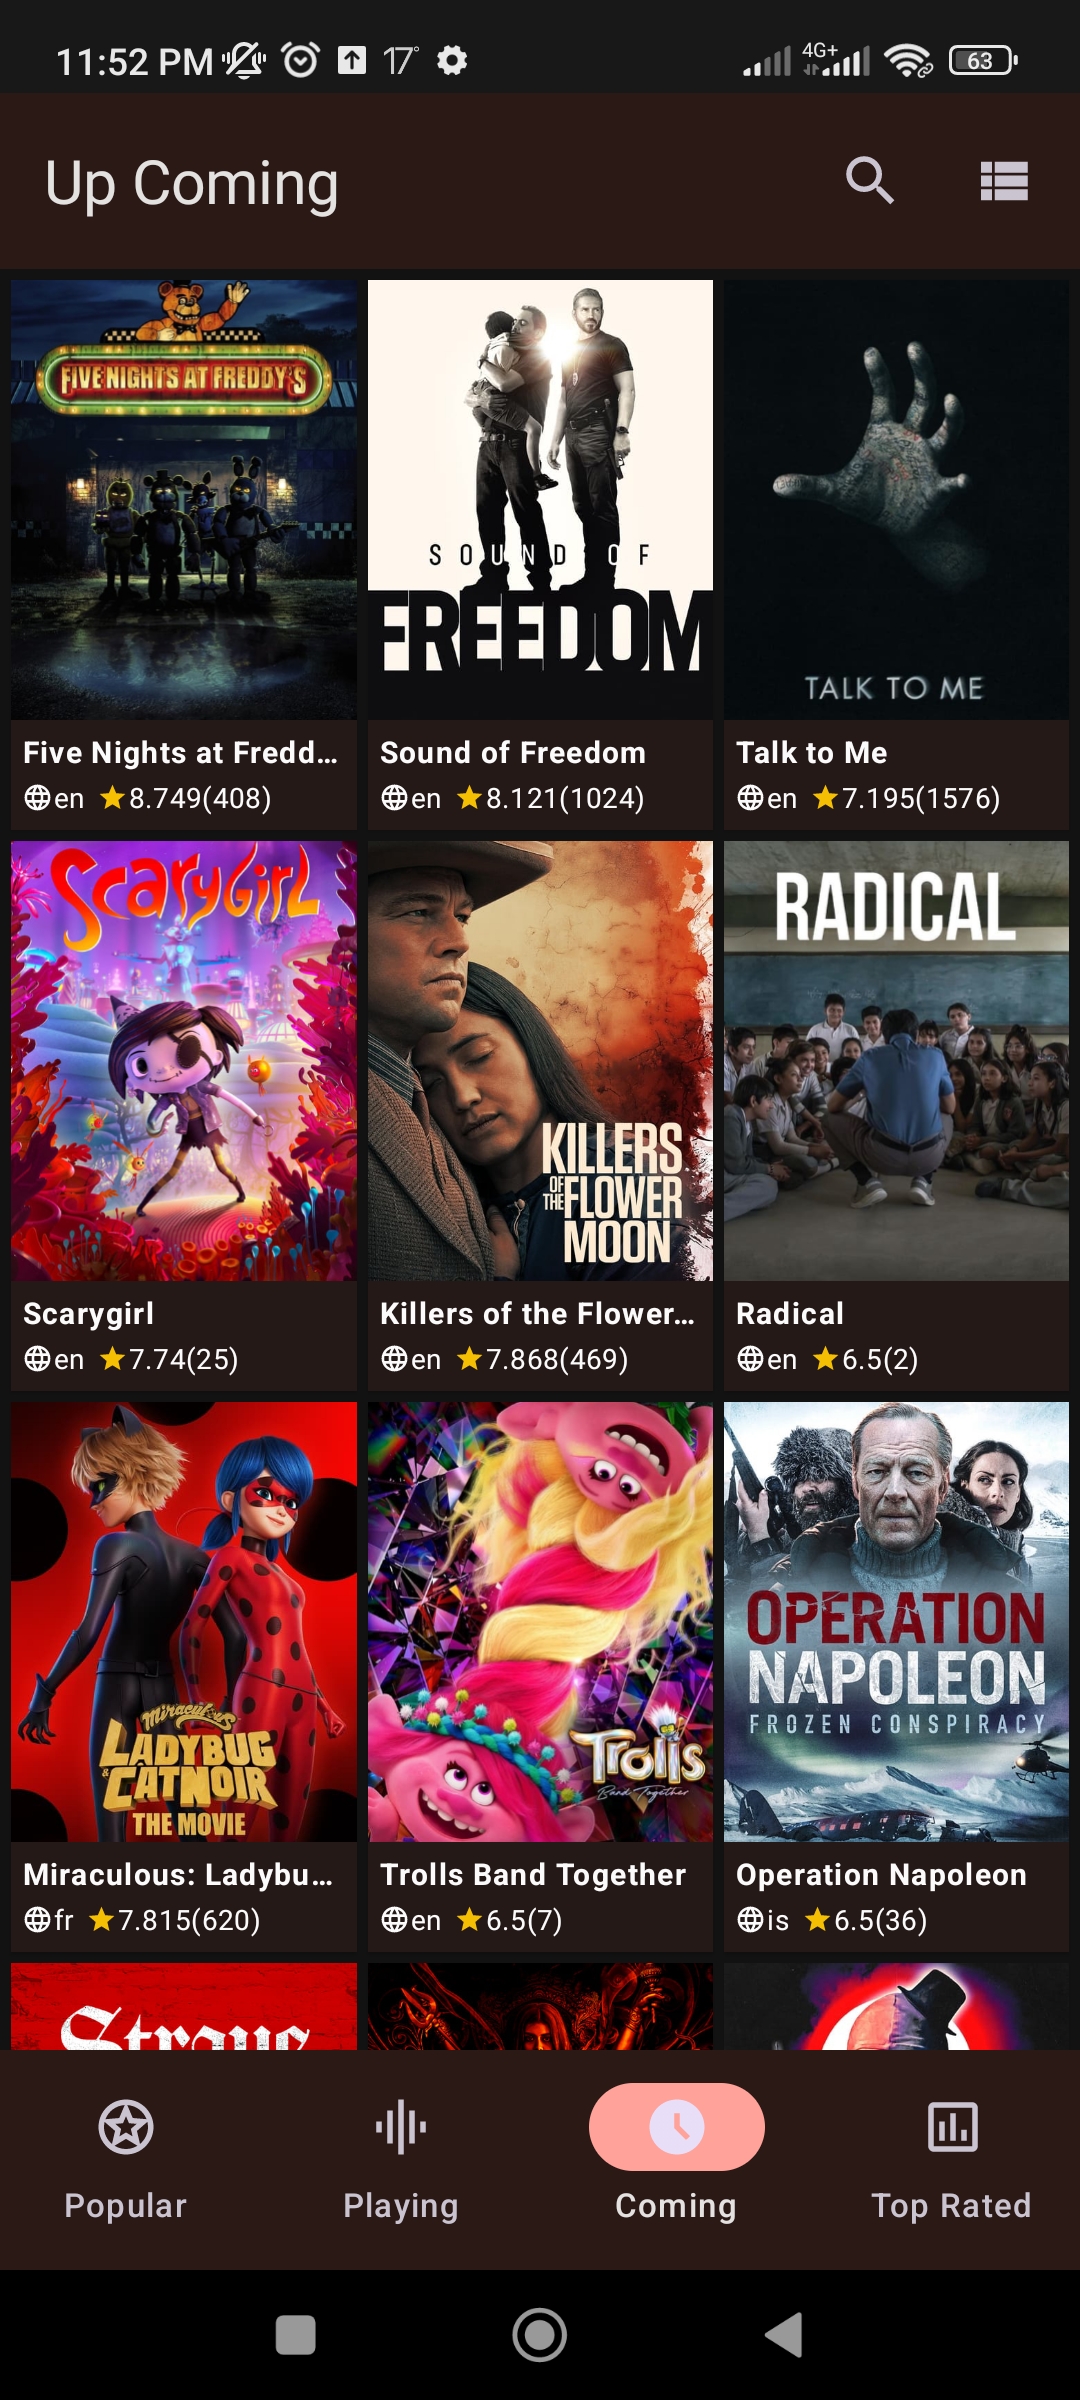 11:52 PM 17° 4G+ 63
Up Coming
FIVE NIGHTS AT FREDDY'S
SOUND OF
FREEDOM
TALK TO ME
Five Nights at Fredd...
en 8.749(408)
Sound of Freedom
en 8.121(1024)
Talk to Me
en 7.195(1576)
ScaryGirl
KILLERS
OF THE FLOWER
MOON
RADICAL
Scarygirl
en 7.74(25)
Killers of the Flower...
en 7.868(469)
Radical
en 6.5(2)
Miraculous
LADYBUG
& CATNOIR
THE MOVIE
Trolls
Band Together
OPERATION
NAPOLEON
FROZEN CONSPIRACY
Miraculous: Ladybu...
fr 7.815(620)
Trolls Band Together
en 6.5(7)
Operation Napoleon
is 6.5(36)
Popular
Playing
Coming
Top Rated